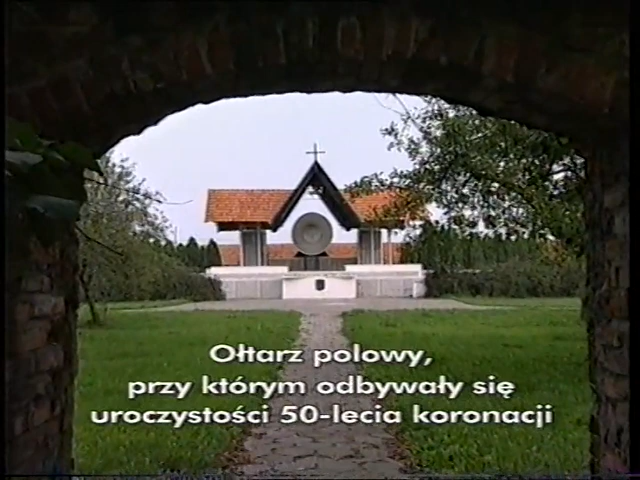 Ołtarz polowy,
przy którym odbywały się
uroczystości 50-lecia koronacji